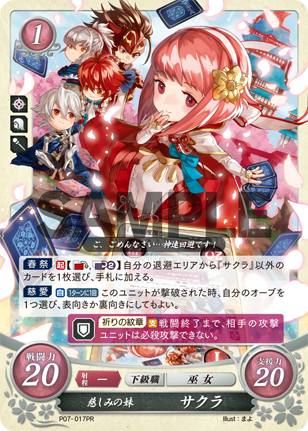 1
SAMPLE
ご、ごめんなさい…神速回避です！
春祭 起 自分の退避エリアから『サクラ』以外の
カードを1枚選び、手札に加える。
慈愛 自 1ターンに1回 このユニットが撃破された時、自分のオーブを
1つ選び、表向きか裏向きにしてもよい。
祈りの紋章 支 戦闘終了まで、相手の攻撃
ユニットは必殺攻撃できない。
戦闘力
20
射程 一 下級職 巫女
支援力
20
慈しみの妹 サクラ
P07-017PR
Illust：まよ